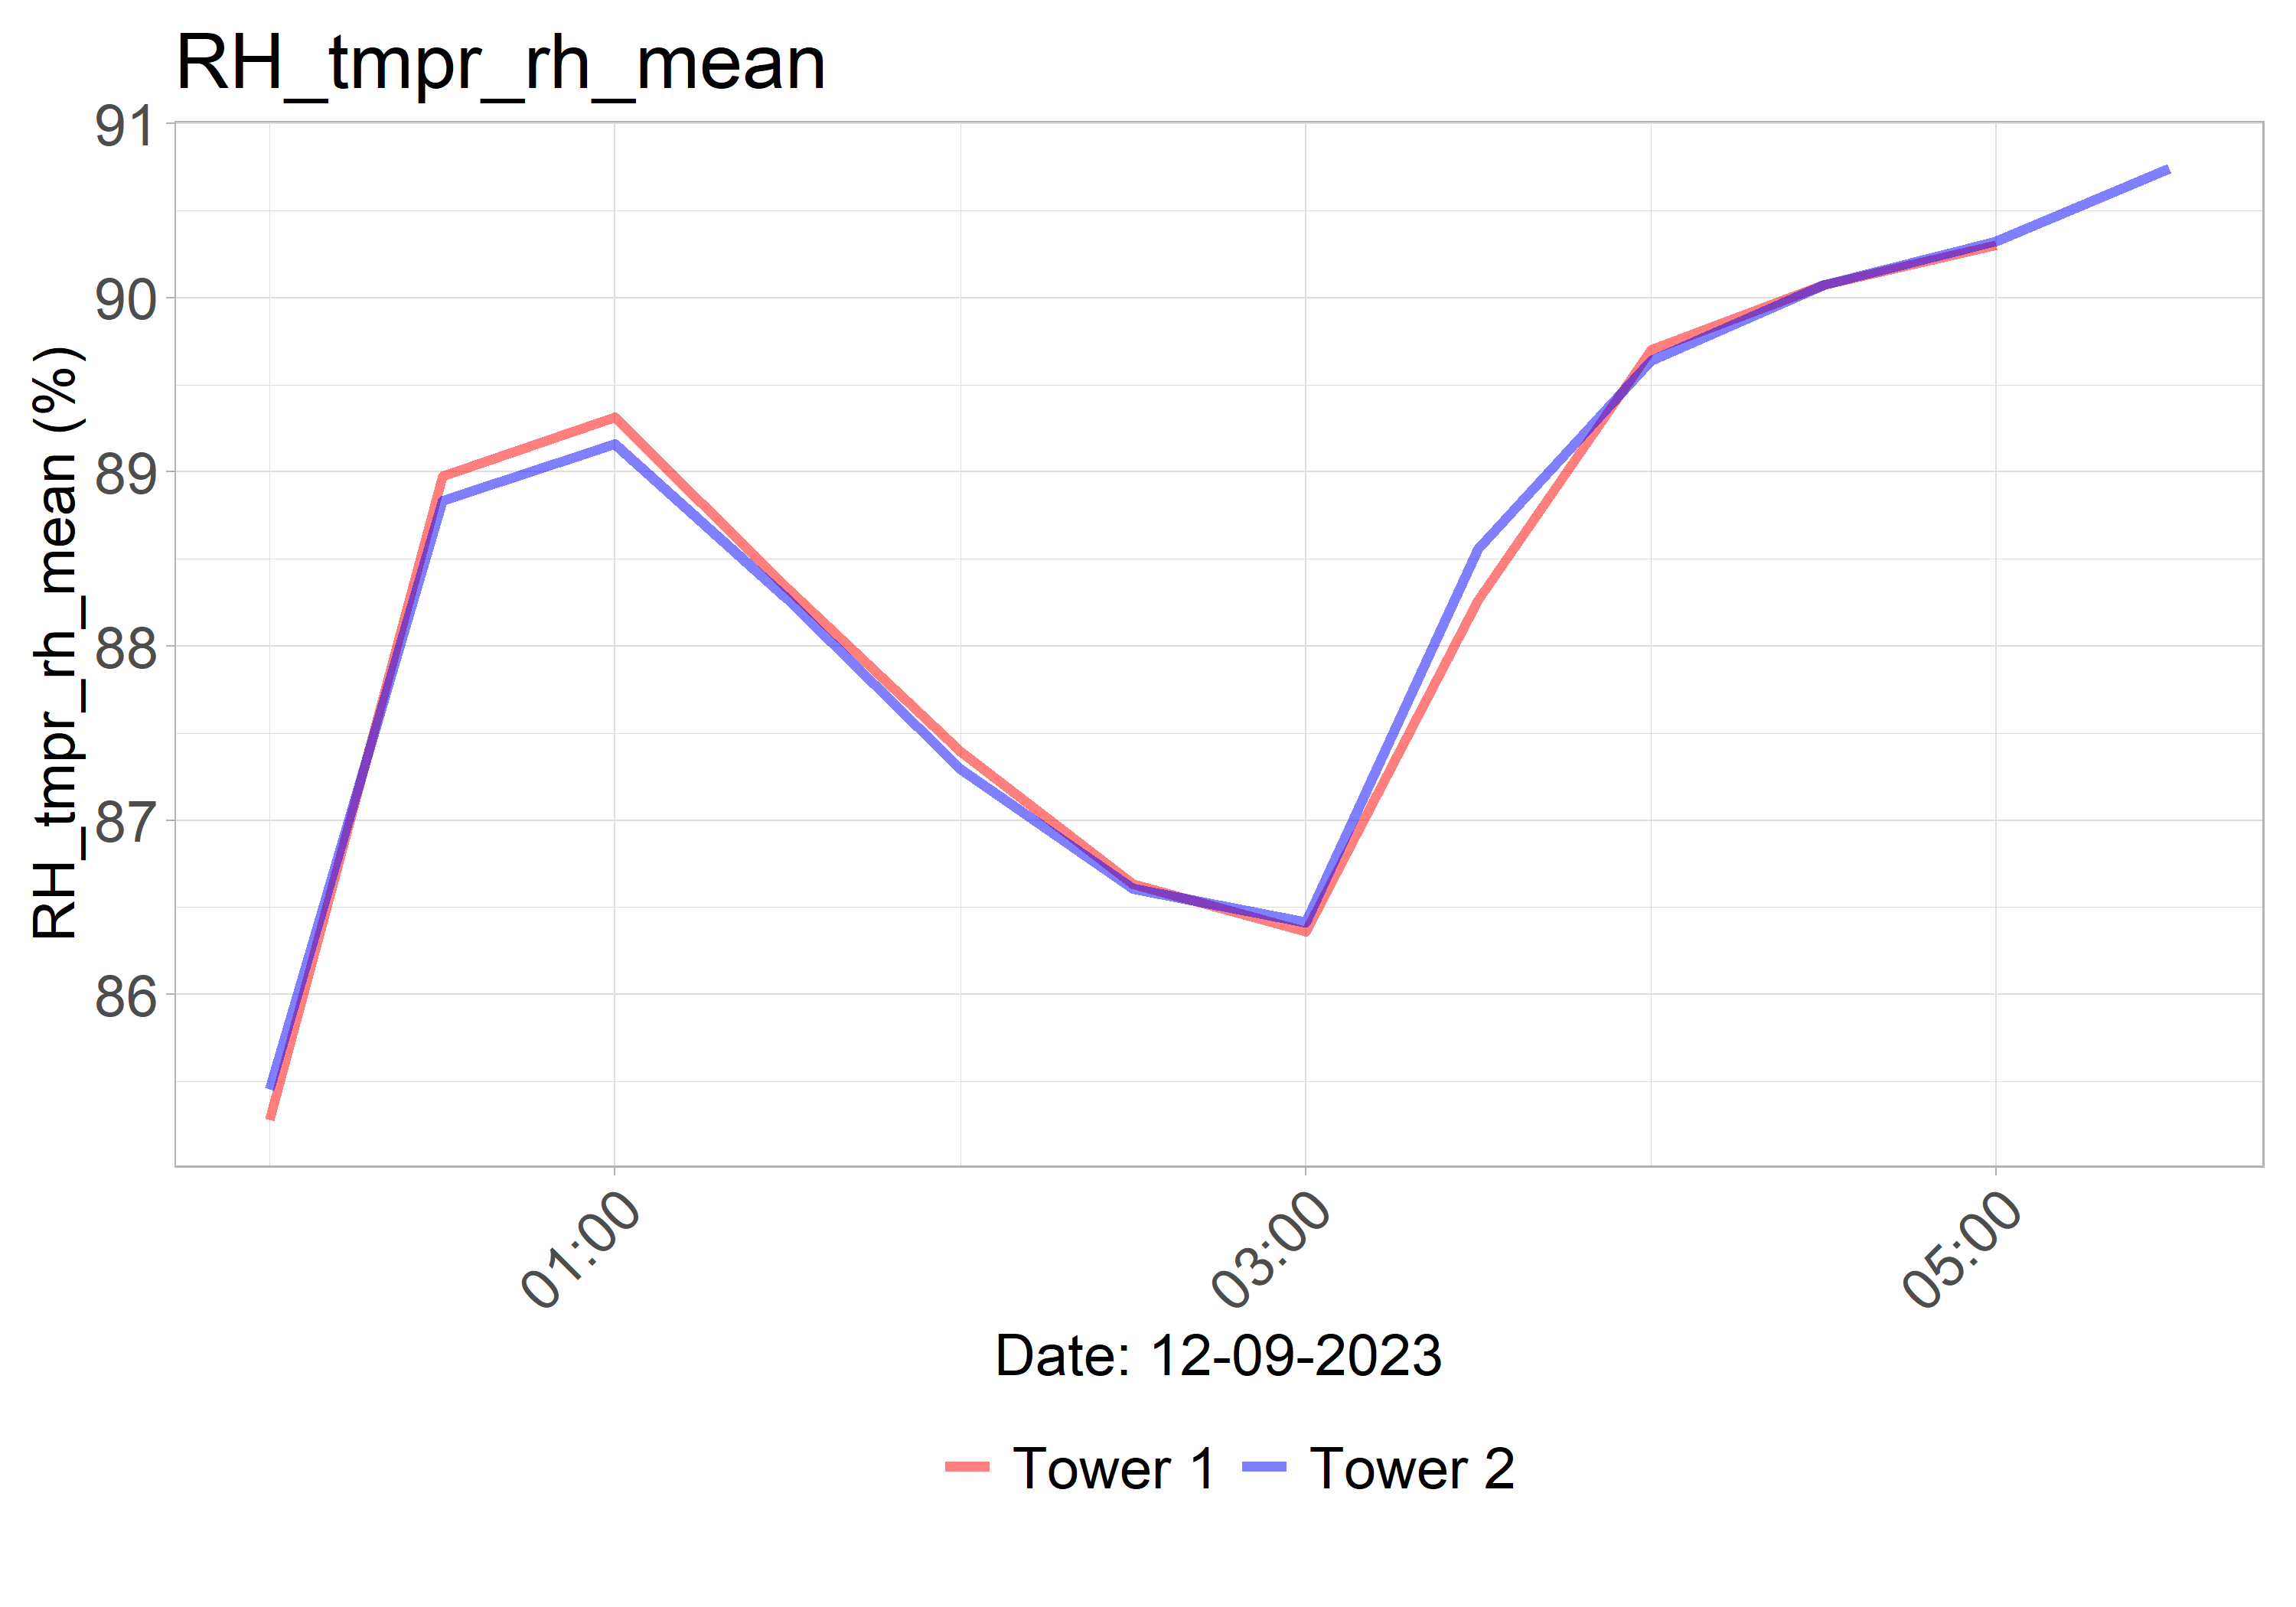 RH_tmpr_rh_mean
RH_tmpr_rh_mean (%)
91
90
89
88
87
86
01:00
03:00
05:00
Date: 12-09-2023
Tower 1
Tower 2